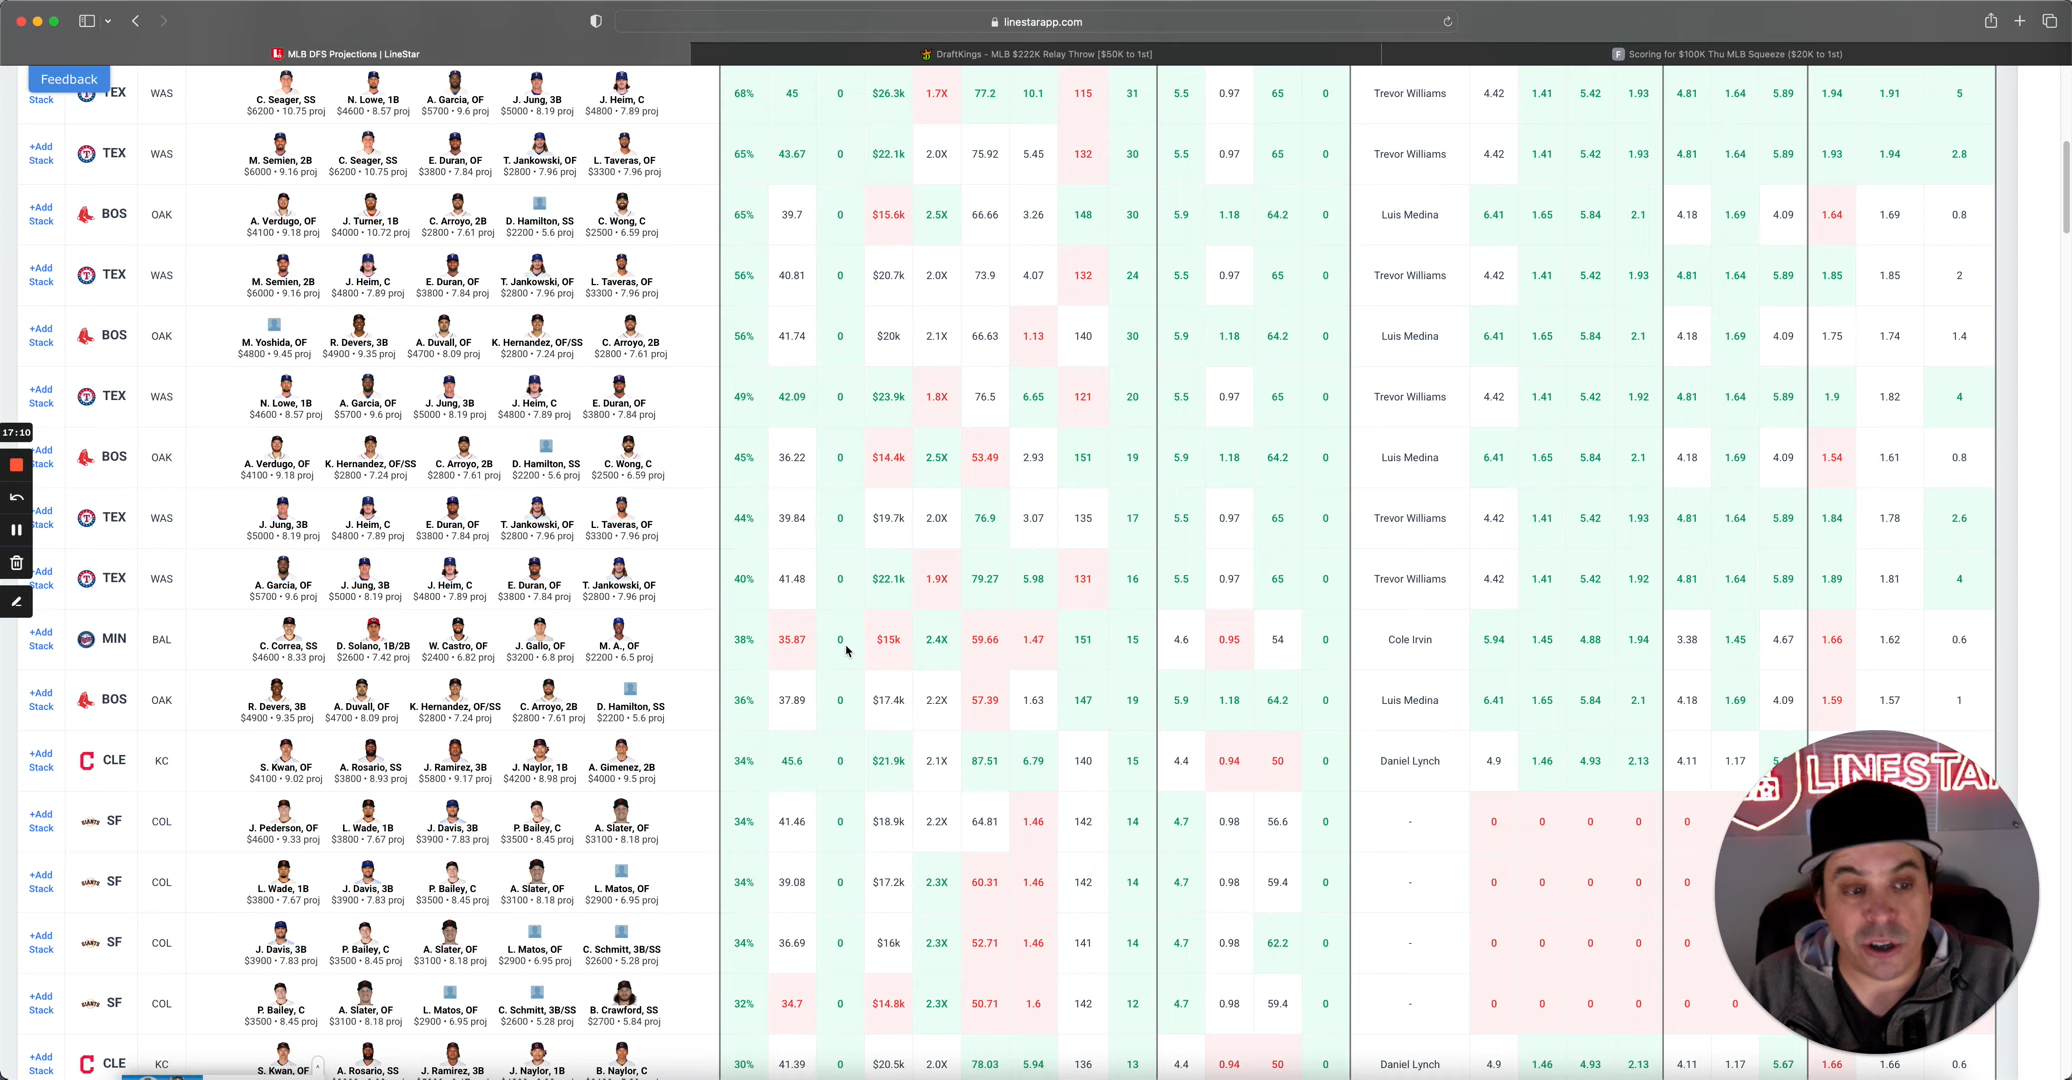 linestarapp.com
MLB DFS Projections | LineStar
DraftKings - MLB $222K Relay Throw [$50K to 1st]
F Scoring for $100K Thu MLB Squeeze ($20K to 1st)
Feedback
Stack TEX WAS C. Seager, SS N. Lowe, 1B A. Garcia, OF J. Jung, 3B J. Heim, C 68% 45 0 $26.3k 1.7X 77.2 10.1 115 31 5.5 0.97 65 0 Trevor Williams 4.42 1.41 5.42 1.93 4.81 1.64 5.89 1.94 1.91 5
$6200 • 10.75 proj $4600 • 8.57 proj $5700 • 9.6 proj $5000 • 8.19 proj $4800 • 7.89 proj
+Add Stack TEX WAS M. Semien, 2B C. Seager, SS E. Duran, OF T. Jankowski, OF L. Taveras, OF 65% 43.67 0 $22.1k 2.0X 75.92 5.45 132 30 5.5 0.97 65 0 Trevor Williams 4.42 1.41 5.42 1.93 4.81 1.64 5.89 1.93 1.94 2.8
$6000 • 9.16 proj $6200 • 10.75 proj $3800 • 7.84 proj $2800 • 7.96 proj $3300 • 7.96 proj
+Add Stack BOS OAK A. Verdugo, OF J. Turner, 1B C. Arroyo, 2B D. Hamilton, SS C. Wong, C 65% 39.7 0 $15.6k 2.5X 66.66 3.26 148 30 5.9 1.18 64.2 0 Luis Medina 6.41 1.65 5.84 2.1 4.18 1.69 4.09 1.64 1.69 0.8
$4100 • 9.18 proj $4000 • 10.72 proj $2800 • 7.61 proj $2200 • 5.6 proj $2500 • 6.59 proj
+Add Stack TEX WAS M. Semien, 2B J. Heim, C E. Duran, OF T. Jankowski, OF L. Taveras, OF 56% 40.81 0 $20.7k 2.0X 73.9 4.07 132 24 5.5 0.97 65 0 Trevor Williams 4.42 1.41 5.42 1.93 4.81 1.64 5.89 1.85 1.85 2
$6000 • 9.16 proj $4800 • 7.89 proj $3800 • 7.84 proj $2800 • 7.96 proj $3300 • 7.96 proj
+Add Stack BOS OAK M. Yoshida, OF R. Devers, 3B A. Duvall, OF K. Hernandez, OF/SS C. Arroyo, 2B 56% 41.74 0 $20k 2.1X 66.63 1.13 140 30 5.9 1.18 64.2 0 Luis Medina 6.41 1.65 5.84 2.1 4.18 1.69 4.09 1.75 1.74 1.4
$4800 • 9.45 proj $4900 • 9.35 proj $4700 • 8.09 proj $2800 • 7.24 proj $2800 • 7.61 proj
+Add Stack TEX WAS N. Lowe, 1B A. Garcia, OF J. Jung, 3B J. Heim, C E. Duran, OF 49% 42.09 0 $23.9k 1.8X 76.5 6.65 121 20 5.5 0.97 65 0 Trevor Williams 4.42 1.41 5.42 1.92 4.81 1.64 5.89 1.9 1.82 4
$4600 • 8.57 proj $5700 • 9.6 proj $5000 • 8.19 proj $4800 • 7.89 proj $3800 • 7.84 proj
17:10
+Add Stack BOS OAK A. Verdugo, OF K. Hernandez, OF/SS C. Arroyo, 2B D. Hamilton, SS C. Wong, C 45% 36.22 0 $14.4k 2.5X 53.49 2.93 151 19 5.9 1.18 64.2 0 Luis Medina 6.41 1.65 5.84 2.1 4.18 1.69 4.09 1.54 1.61 0.8
$4100 • 9.18 proj $2800 • 7.24 proj $2800 • 7.61 proj $2200 • 5.6 proj $2500 • 6.59 proj
+Add Stack TEX WAS J. Jung, 3B J. Heim, C E. Duran, OF T. Jankowski, OF L. Taveras, OF 44% 39.84 0 $19.7k 2.0X 76.9 3.07 135 17 5.5 0.97 65 0 Trevor Williams 4.42 1.41 5.42 1.93 4.81 1.64 5.89 1.84 1.78 2.6
$5000 • 8.19 proj $4800 • 7.89 proj $3800 • 7.84 proj $2800 • 7.96 proj $3300 • 7.96 proj
+Add Stack TEX WAS A. Garcia, OF J. Jung, 3B J. Heim, C E. Duran, OF T. Jankowski, OF 40% 41.48 0 $22.1k 1.9X 79.27 5.98 131 16 5.5 0.97 65 0 Trevor Williams 4.42 1.41 5.42 1.92 4.81 1.64 5.89 1.89 1.81 4
$5700 • 9.6 proj $5000 • 8.19 proj $4800 • 7.89 proj $3800 • 7.84 proj $2800 • 7.96 proj
+Add Stack MIN BAL C. Correa, SS D. Solano, 1B/2B W. Castro, OF J. Gallo, OF M. A., OF 38% 35.87 0 $15k 2.4X 59.66 1.47 151 15 4.6 0.95 54 0 Cole Irvin 5.94 1.45 4.88 1.94 3.38 1.45 4.67 1.66 1.62 0.6
$4600 • 8.33 proj $2600 • 7.42 proj $2400 • 6.82 proj $3200 • 6.8 proj $2200 • 6.5 proj
+Add Stack BOS OAK R. Devers, 3B A. Duvall, OF K. Hernandez, OF/SS C. Arroyo, 2B D. Hamilton, SS 36% 37.89 0 $17.4k 2.2X 57.39 1.63 147 19 5.9 1.18 64.2 0 Luis Medina 6.41 1.65 5.84 2.1 4.18 1.69 4.09 1.59 1.57 1
$4900 • 9.35 proj $4700 • 8.09 proj $2800 • 7.24 proj $2800 • 7.61 proj $2200 • 5.6 proj
+Add Stack CLE KC S. Kwan, OF A. Rosario, SS J. Ramirez, 3B J. Naylor, 1B A. Gimenez, 2B 34% 45.6 0 $21.9k 2.1X 87.51 6.79 140 15 4.4 0.94 50 0 Daniel Lynch 4.9 1.46 4.93 2.13 4.11 1.17
$4100 • 9.02 proj $3800 • 8.93 proj $5800 • 9.17 proj $4200 • 8.98 proj $4000 • 9.5 proj
LINESTA
+Add Stack SF COL J. Pederson, OF L. Wade, 1B J. Davis, 3B P. Bailey, C A. Slater, OF 34% 41.46 0 $18.9k 2.2X 64.81 1.46 142 14 4.7 0.98 56.6 0 - 0 0 0 0 0
$4600 • 9.33 proj $3800 • 7.67 proj $3900 • 7.83 proj $3500 • 8.45 proj $3100 • 8.18 proj
+Add Stack SF COL L. Wade, 1B J. Davis, 3B P. Bailey, C A. Slater, OF L. Matos, OF 34% 39.08 0 $17.2k 2.3X 60.31 1.46 142 14 4.7 0.98 59.4 0 - 0 0 0 0 0
$3800 • 7.67 proj $3900 • 7.83 proj $3500 • 8.45 proj $3100 • 8.18 proj $2900 • 6.95 proj
+Add Stack SF COL J. Davis, 3B P. Bailey, C A. Slater, OF L. Matos, OF C. Schmitt, 3B/SS 34% 36.69 0 $16k 2.3X 52.71 1.46 141 14 4.7 0.98 62.2 0 - 0 0 0 0 0
$3900 • 7.83 proj $3500 • 8.45 proj $3100 • 8.18 proj $2900 • 6.95 proj $2600 • 5.28 proj
+Add Stack SF COL P. Bailey, C A. Slater, OF L. Matos, OF C. Schmitt, 3B/SS B. Crawford, SS 32% 34.7 0 $14.8k 2.3X 50.71 1.6 142 12 4.7 0.98 59.4 0 - 0 0 0 0 0 0
$3500 • 8.45 proj $3100 • 8.18 proj $2900 • 6.95 proj $2600 • 5.28 proj $2700 • 5.84 proj
+Add Stack CLE KC S. Kwan, OF A. Rosario, SS J. Ramirez, 3B J. Naylor, 1B B. Naylor, C 30% 41.39 0 $20.5k 2.0X 78.03 5.94 136 13 4.4 0.94 50 0 Daniel Lynch 4.9 1.46 4.93 2.13 4.11 1.17 5.67 1.66 1.66 0.6